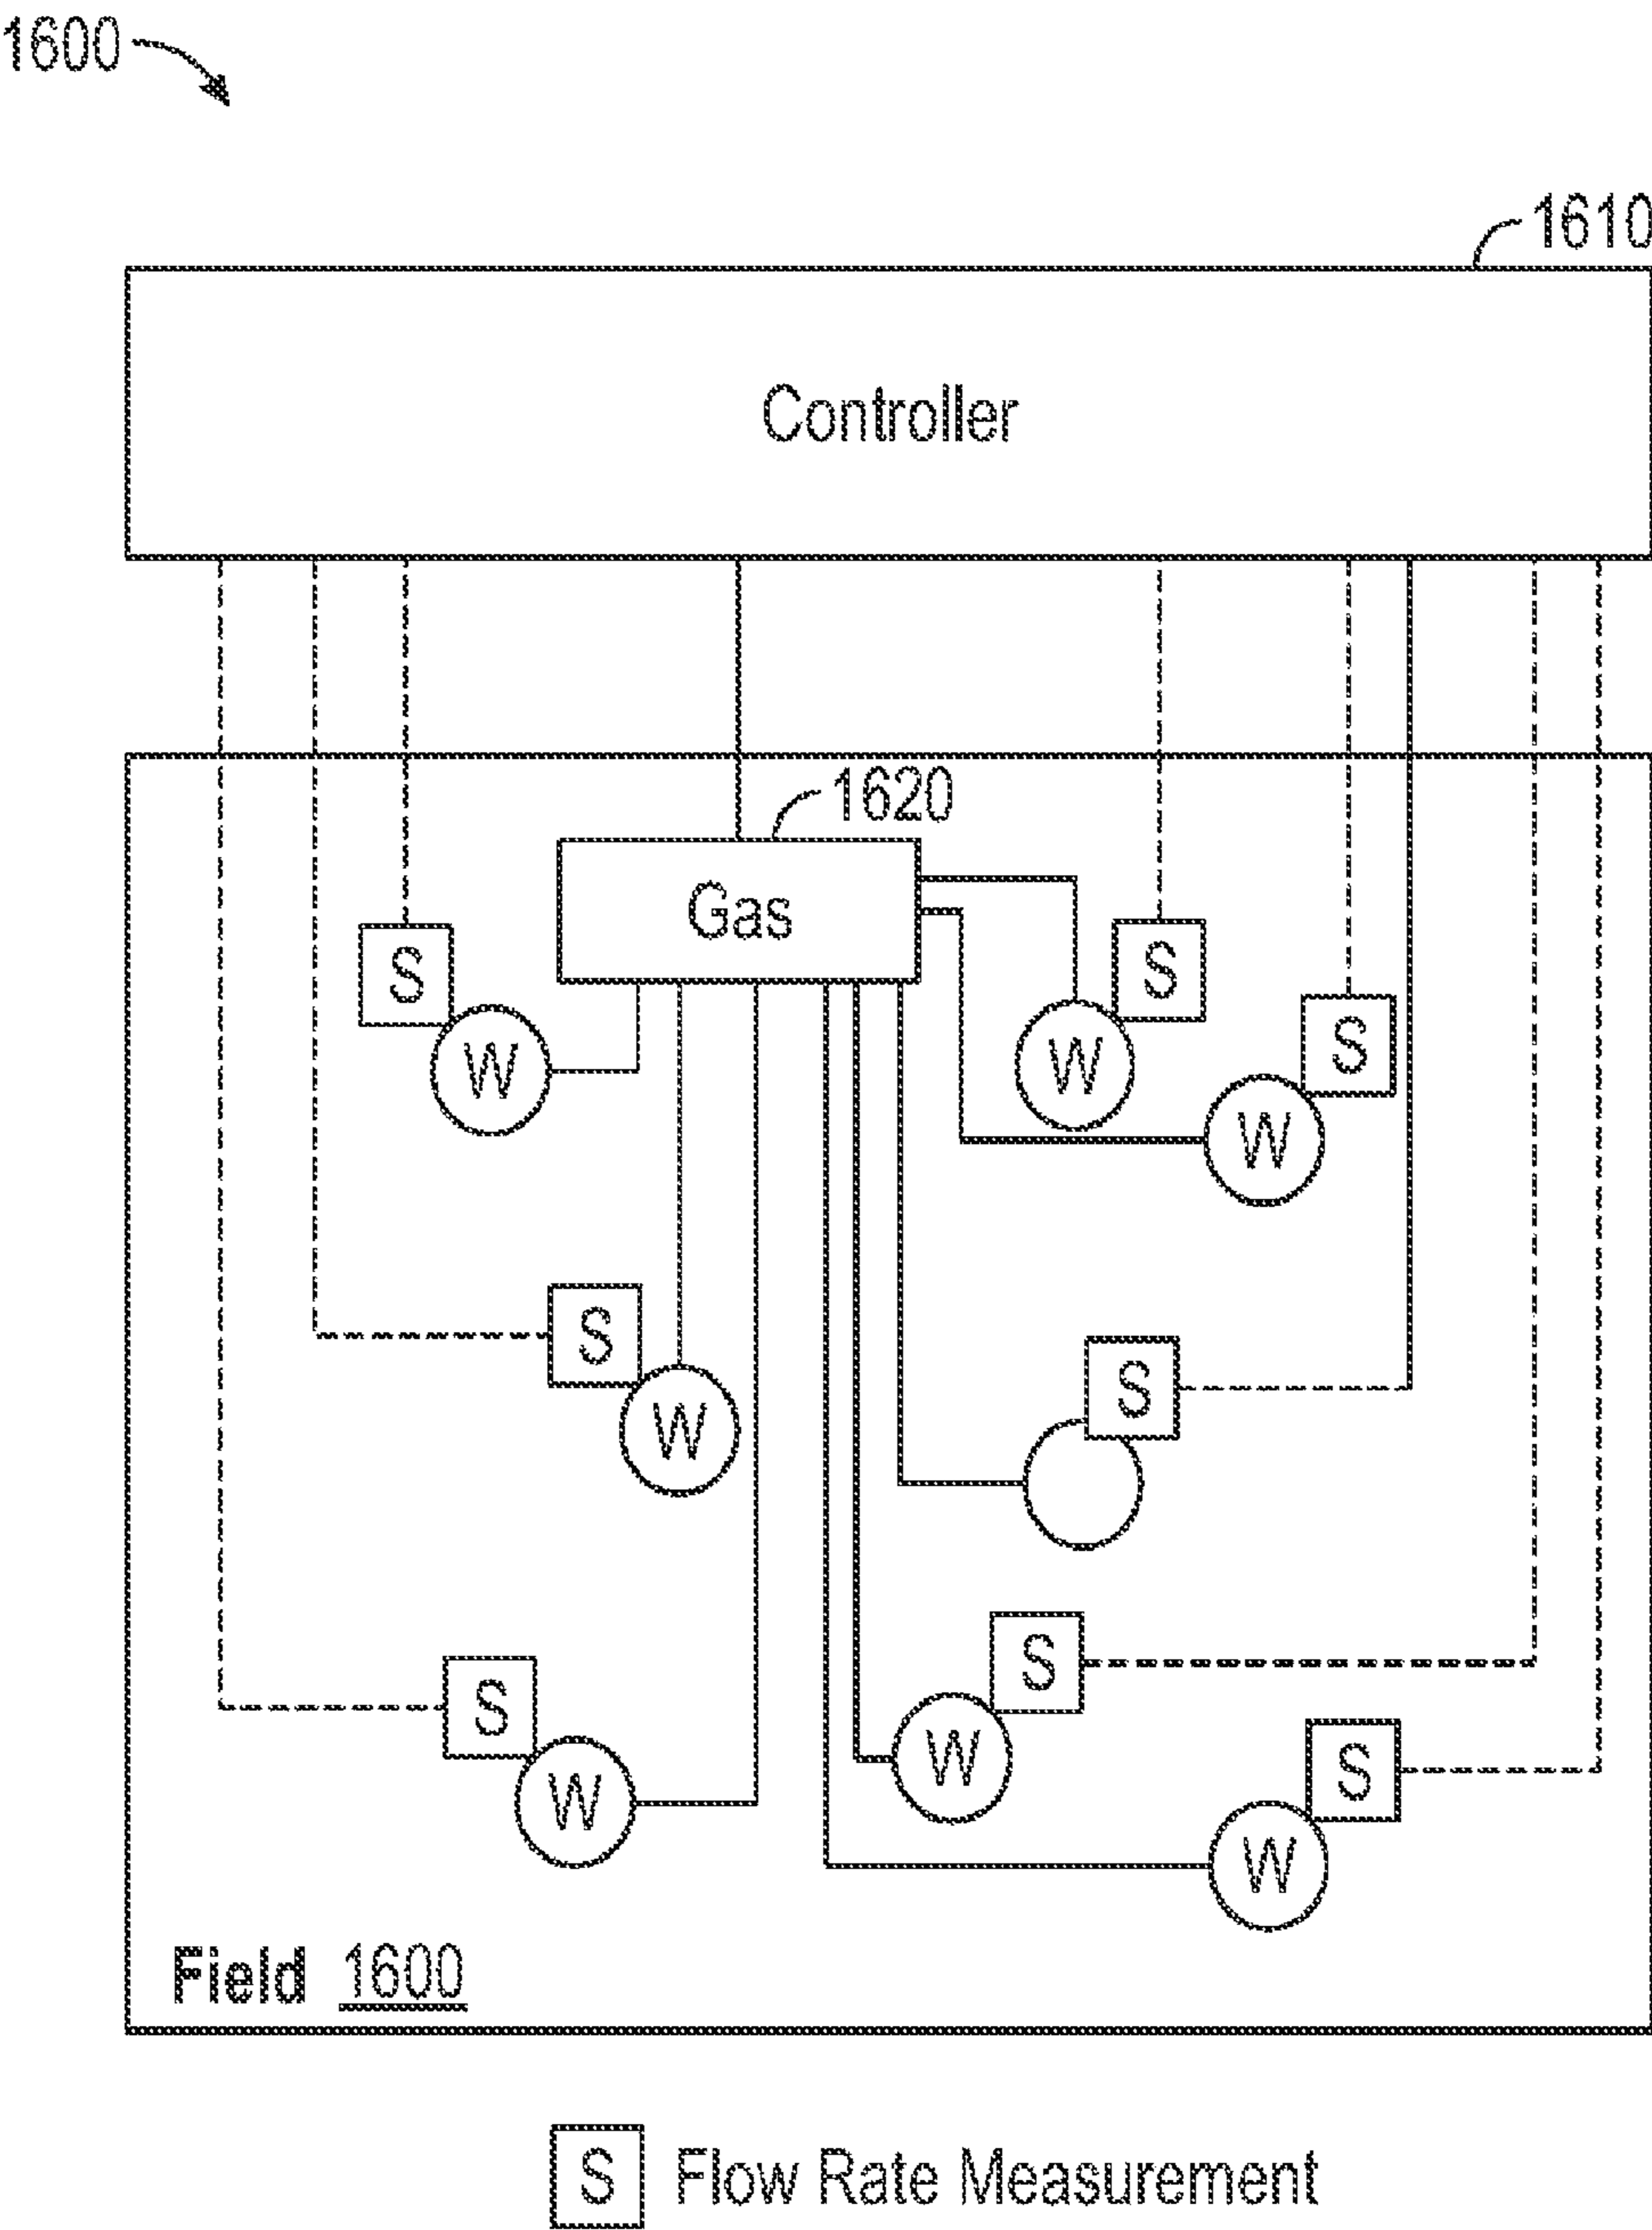 1600
1610
Controller
1620
Gas
S
S
W
W
S
W
S
W
S
S
S
W
W
S
W
S
W
Field 1600
S Flow Rate Measurement